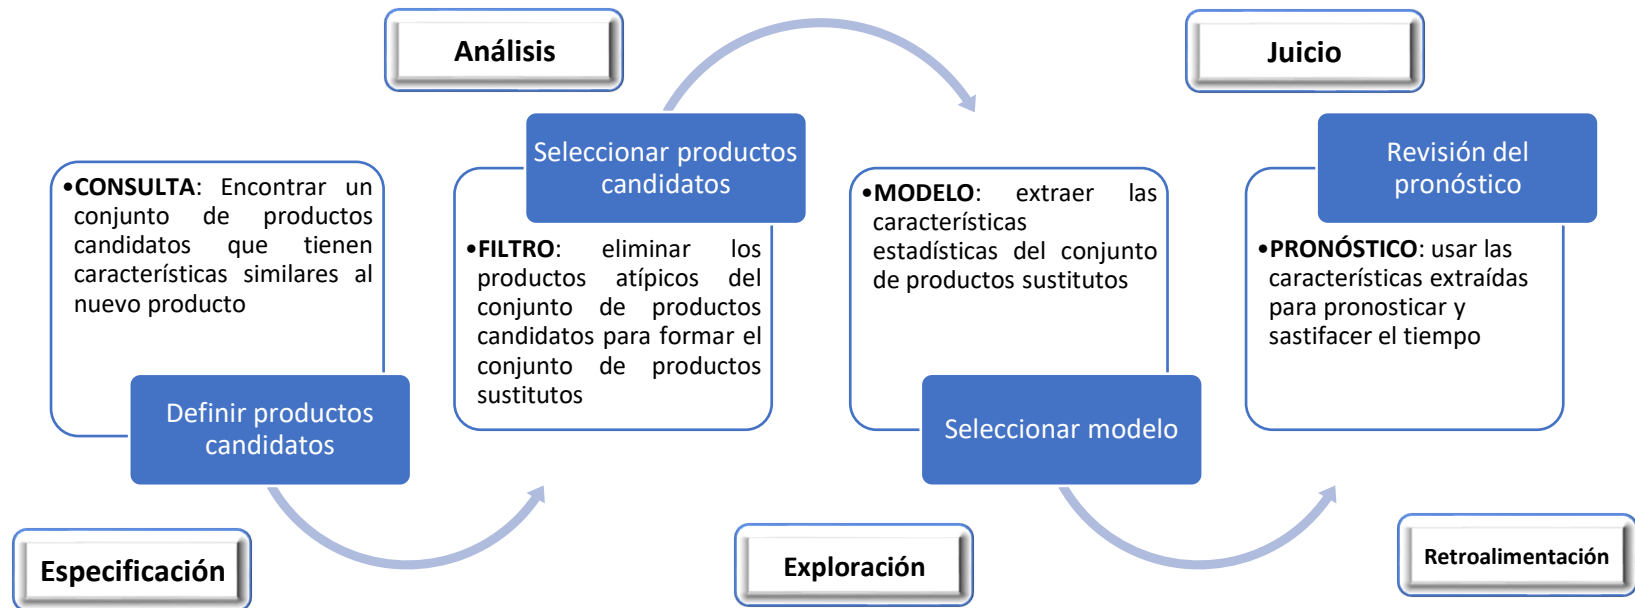 Análisis
Juicio
•CONSULTA: Encontrar un
conjunto de productos
candidatos que tienen
características similares al
nuevo producto
Definir productos
candidatos
Seleccionar productos
candidatos
•FILTRO: eliminar los
productos atípicos del
conjunto de productos
candidatos para formar el
conjunto de productos
sustitutos
•MODELO: extraer las
características
estadísticas del conjunto
de productos sustitutos
Seleccionar modelo
Revisión del
pronóstico
•PRONÓSTICO: usar las
características extraídas
para pronosticar y
sastifacer el tiempo
Especificación
Exploración
Retroalimentación